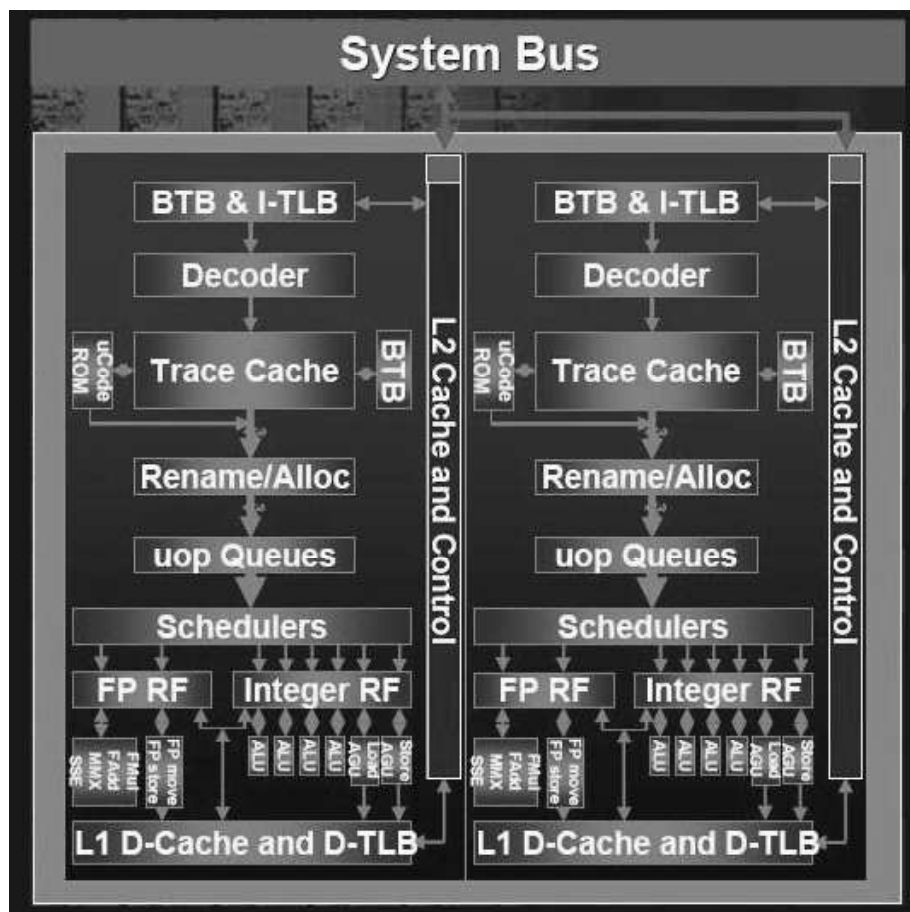 System Bus
BTB & I-TLB
Decoder
Trace Cache
uCode
ROM
BTB
3
Rename/Alloc
3
uop Queues
Schedulers
FP RF
Integer RF
FMul
FAdd
MMX
SSE
FP move
FP store
ALU
ALU
ALU
ALU
Load
AGU
Store
AGU
L1 D-Cache and D-TLB
L2 Cache and Control
BTB & I-TLB
Decoder
Trace Cache
uCode
ROM
BTB
3
Rename/Alloc
3
uop Queues
Schedulers
FP RF
Integer RF
FMul
FAdd
MMX
SSE
FP move
FP store
ALU
ALU
ALU
ALU
Load
AGU
Store
AGU
L1 D-Cache and D-TLB
L2 Cache and Control